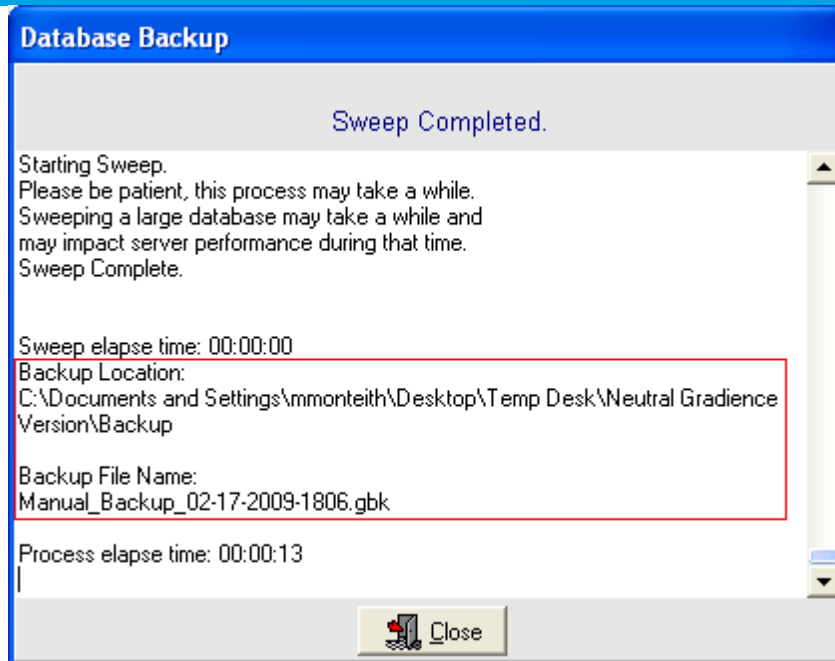 Database Backup
Sweep Completed.
Starting Sweep.
Please be patient, this process may take a while.
Sweeping a large database may take a while and
may impact server performance during that time.
Sweep Complete.
Sweep elapse time: 00:00:00
Backup Location:
C:\Documents and Settings\mmonteith\Desktop\Temp Desk\Neutral Gradience
Version\Backup
Backup File Name:
Manual_Backup_02-17-2009-1806.gbk
Process elapse time: 00:00:13
Close